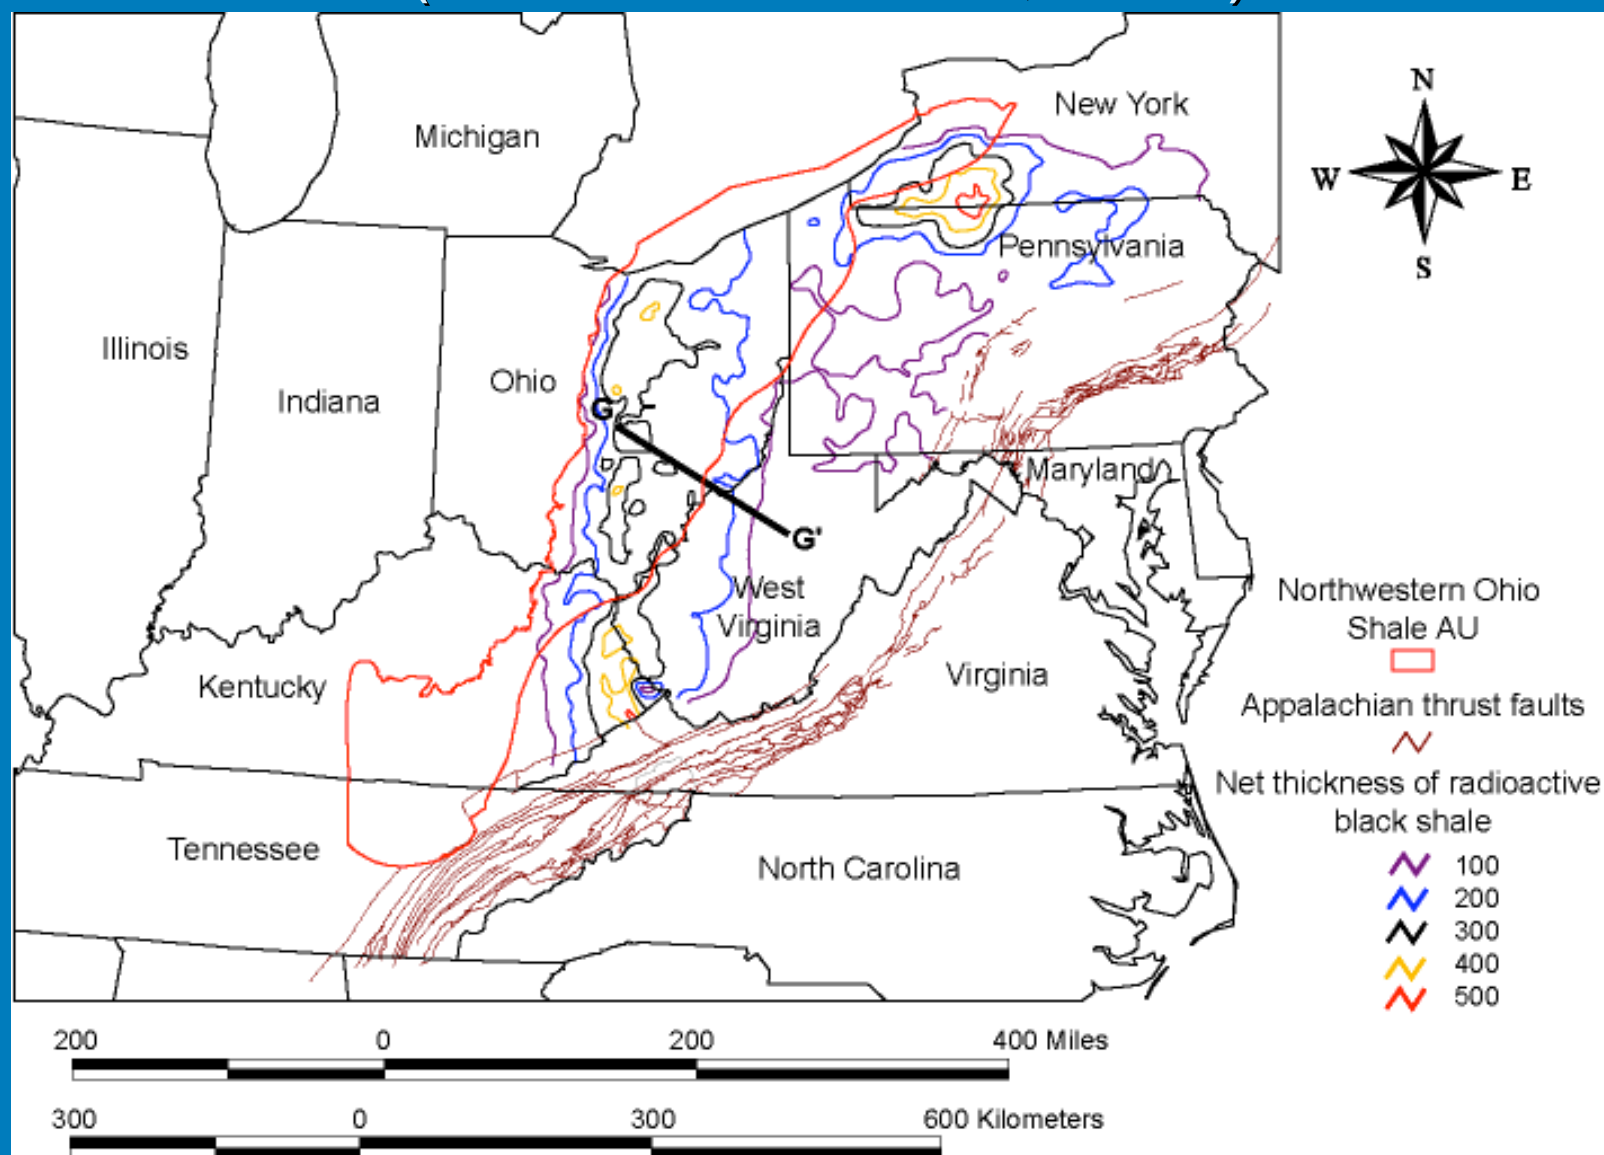 New York
Michigan
N
W E
S
Pennsylvania
Illinois
Ohio
Indiana
G
Maryland
G'
West
Virginia
Northwestern Ohio
Shale AU
Kentucky
Virginia
Appalachian thrust faults
Net thickness of radioactive
black shale
Tennessee
North Carolina
100
200
300
400
500
200 0 200 400 Miles
300 0 300 600 Kilometers